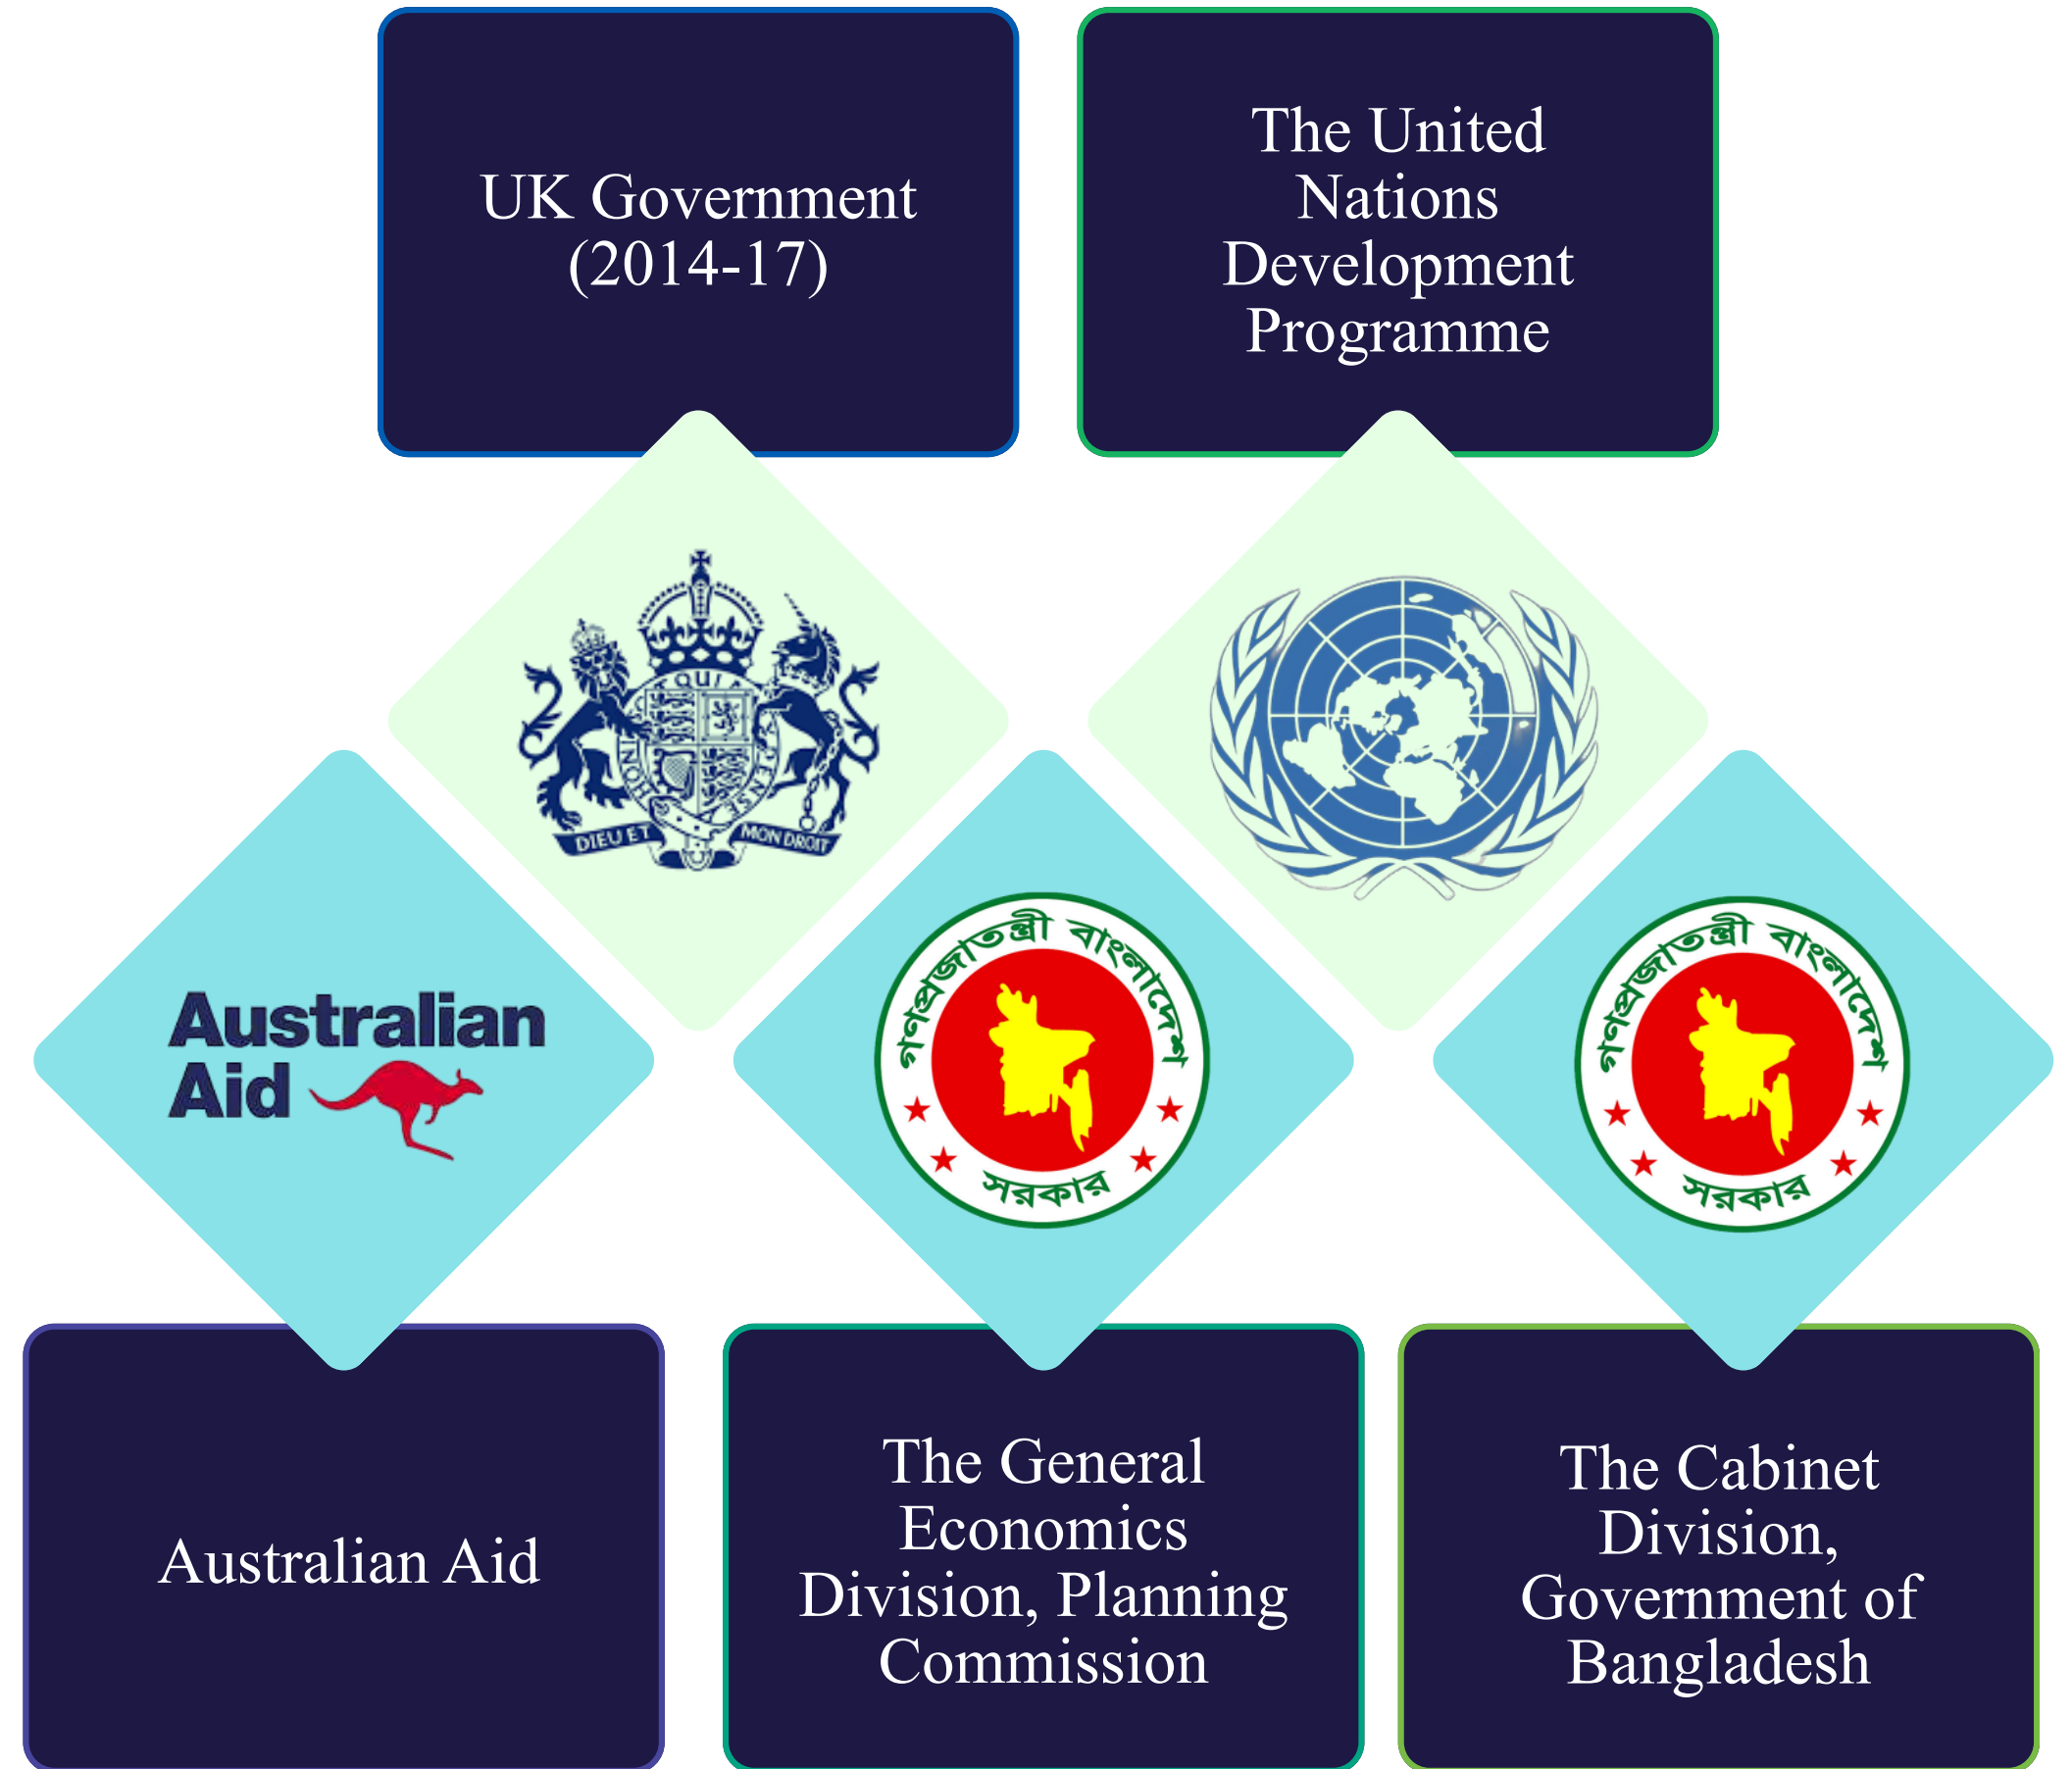 UK Government
(2014-17)
The United
Nations
Development
Programme
QUI
HON
ENSE
DIEU ET
MON DROIT
Australian
Aid
গণপ্রজাতন্ত্রী বাংলাদেশ
সরকার
গণপ্রজাতন্ত্রী বাংলাদেশ
সরকার
Australian Aid
The General
Economics
Division, Planning
Commission
The Cabinet
Division,
Government of
Bangladesh